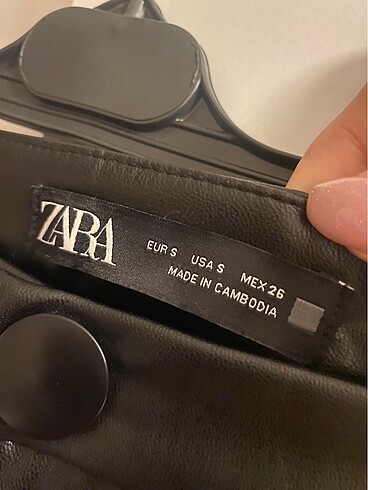 ZARA
EUR S USA S MEX 26
MADE IN CAMBODIA